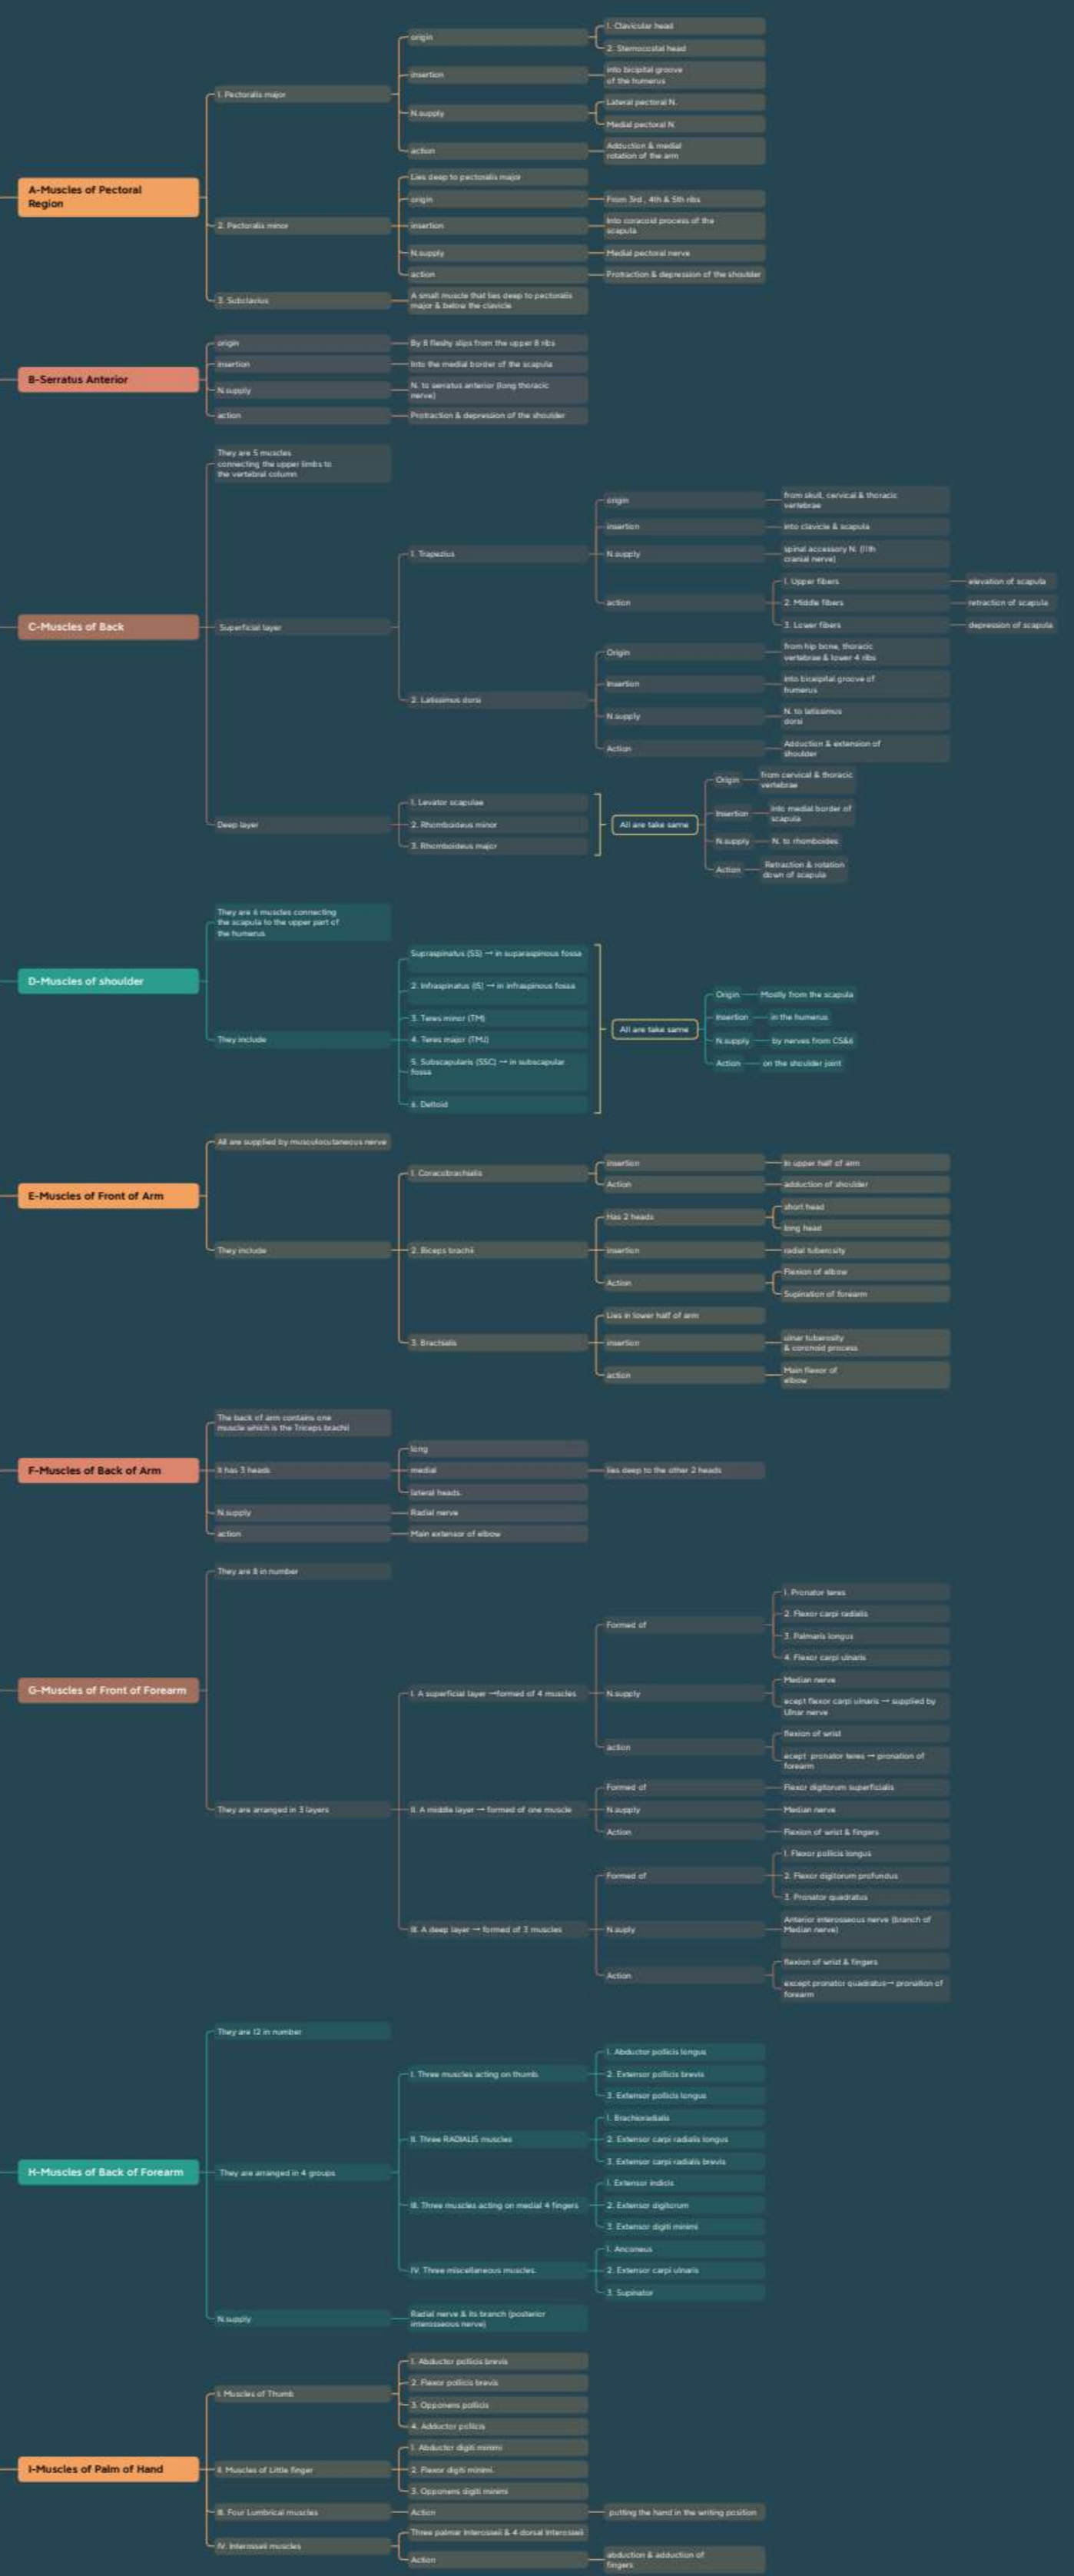 A-Muscles of Pectoral
Region
1. Pectoralis major
origin
1. Clavicular head
2. Sternocostal head
insertion
into bicipital groove
of the humerus
N.supply
Lateral pectoral N.
Medial pectoral N.
action
Adduction & medial
rotation of the arm
2. Pectoralis minor
Lies deep to pectoralis major
origin
From 3rd , 4th & 5th ribs
insertion
Into coracoid process of the
scapula
N.supply
Medial pectoral nerve
action
Protraction & depression of the shoulder
3. Subclavius
A small muscle that lies deep to pectoralis
major & below the clavicle
B-Serratus Anterior
origin
By 8 fleshy slips from the upper 8 ribs
insertion
Into the medial border of the scapula
N.supply
N. to serratus anterior (long thoracic
nerve)
action
Protraction & depression of the shoulder
C-Muscles of Back
They are 5 muscles
connecting the upper limbs to
the vertebral column
Superficial layer
1. Trapezius
origin
from skull, cervical & thoracic
vertebrae
insertion
into clavicle & scapula
N.supply
spinal accessory N. (11th
cranial nerve)
action
1. Upper fibers
elevation of scapula
2. Middle fibers
retraction of scapula
3. Lower fibers
depression of scapula
2. Latissimus dorsi
Origin
from hip bone, thoracic
vertebrae & lower 4 ribs
Insertion
into biceipital groove of
humerus
N.supply
N. to latissimus
dorsi
Action
Adduction & extension of
shoulder
Deep layer
1. Levator scapulae
2. Rhomboideus minor
3. Rhomboideus major
All are take same
Origin
from cervical & thoracic
vertebrae
Insertion
into medial border of
scapula
N.supply
N. to rhomboides
Action
Retraction & rotation
down of scapula
D-Muscles of shoulder
They are 6 muscles connecting
the scapula to the upper part of
the humerus
They include
Supraspinatus (SS) → in suparaspinous fossa
2. Infraspinatus (IS) → in infraspinous fossa
3. Teres minor (TM)
4. Teres major (TMJ)
5. Subscapularis (SSC) → in subscapular
fossa
6. Deltoid
All are take same
Origin
Mostly from the scapula
Insertion
in the humerus
N.supply
by nerves from C5&6
Action
on the shoulder joint
E-Muscles of Front of Arm
All are supplied by musculocutaneous nerve
They include
1. Coracobrachialis
insertion
In upper half of arm
Action
adduction of shoulder
2. Biceps brachii
Has 2 heads
short head
long head
insertion
radial tuberosity
Action
Flexion of elbow
Supination of forearm
3. Brachialis
Lies in lower half of arm
insertion
ulnar tuberosity
& coronoid process
action
Main flexor of
elbow
F-Muscles of Back of Arm
The back of arm contains one
muscle which is the Triceps brachii
It has 3 heads
long
medial
lies deep to the other 2 heads
lateral heads.
N.supply
Radial nerve
action
Main extensor of elbow
G-Muscles of Front of Forearm
They are 8 in number
They are arranged in 3 layers
I. A superficial layer →formed of 4 muscles
Formed of
1. Pronator teres
2. Flexor carpi radialis
3. Palmaris longus
4. Flexor carpi ulnaris
N.supply
Median nerve
ecept flexor carpi ulnaris → supplied by
Ulnar nerve
action
flexion of wrist
ecept pronator teres → pronation of
forearm
II. A middle layer → formed of one muscle
Formed of
Flexor digitorum superficialis
N.supply
Median nerve
Action
Flexion of wrist & fingers
III. A deep layer → formed of 3 muscles
Formed of
1. Flexor pollicis longus
2. Flexor digitorum profundus
3. Pronator quadratus
N.suply
Anterior interosseous nerve (branch of
Median nerve)
Action
flexion of wrist & fingers
except pronator quadratus→ pronation of
forearm
H-Muscles of Back of Forearm
They are 12 in number
They are arranged in 4 groups
I. Three muscles acting on thumb.
1. Abductor pollicis longus
2. Extensor pollicis brevis
3. Extensor pollicis longus
II. Three RADIALIS muscles
1. Brachioradialis
2. Extensor carpi radialis longus
3. Extensor carpi radialis brevis
III. Three muscles acting on medial 4 fingers
1. Extensor indicis
2. Extensor digitorum
3. Extensor digiti minimi
IV. Three miscellaneous muscles.
1. Anconeus
2. Extensor carpi ulnaris
3. Supinator
N.supply
Radial nerve & its branch (posterior
interosseous nerve)
I-Muscles of Palm of Hand
I. Muscles of Thumb
1. Abductor pollicis brevis
2. Flexor pollicis brevis
3. Opponens pollicis
4. Adductor pollicis
II. Muscles of Little finger
1. Abductor digiti minimi
2. Flexor digiti minimi.
3. Opponens digiti minimi
III. Four Lumbrical muscles
Action
putting the hand in the writing position
IV. Interosseii muscles
Three palmar Interosseii & 4 dorsal Interosseii
Action
abduction & adduction of
fingers